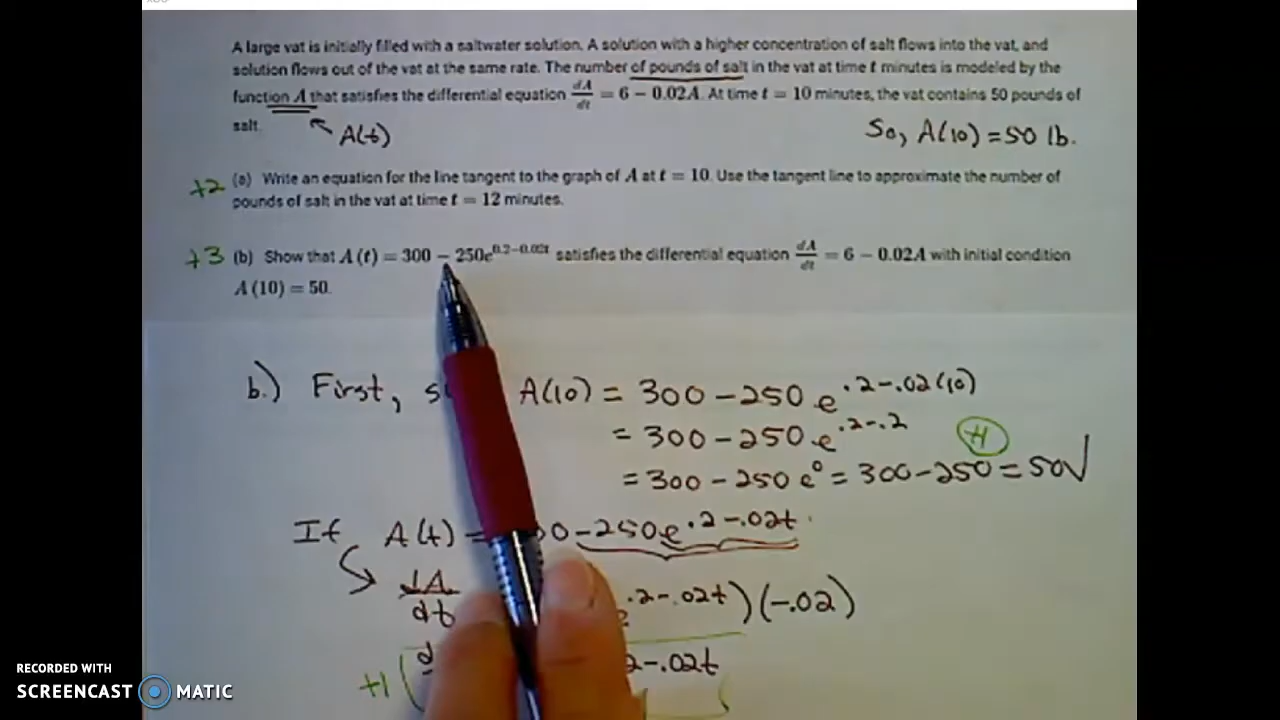 A large vat is initially filled with a saltwater solution. A solution with a higher concentration of salt flows into the vat, and
solution flows out of the vat at the same rate. The number of pounds of salt in the vat at time t minutes is modeled by the
function A that satisfies the differential equation dA/dt = 6 − 0.02A. At time t = 10 minutes, the vat contains 50 pounds of
salt.
A(t)
So, A(10) = 50 lb.
+2 (a) Write an equation for the line tangent to the graph of A at t = 10. Use the tangent line to approximate the number of
pounds of salt in the vat at time t = 12 minutes.
+3 (b) Show that A (t) = 300 − 250e^0.2−0.02t satisfies the differential equation dA/dt = 6 − 0.02A with initial condition
A (10) = 50.
b.) First, A(10) = 300 − 250 e^.2−.02(10)
= 300 − 250 e^.2−.2
+1
= 300 − 250 e^0 = 300 − 250 = 50 √
If A(t) = 0 − 250e^.2−.02t
dA/dt .2−.02t)(−.02)
+1 ( d 2−.02t
RECORDED WITH
SCREENCAST MATIC